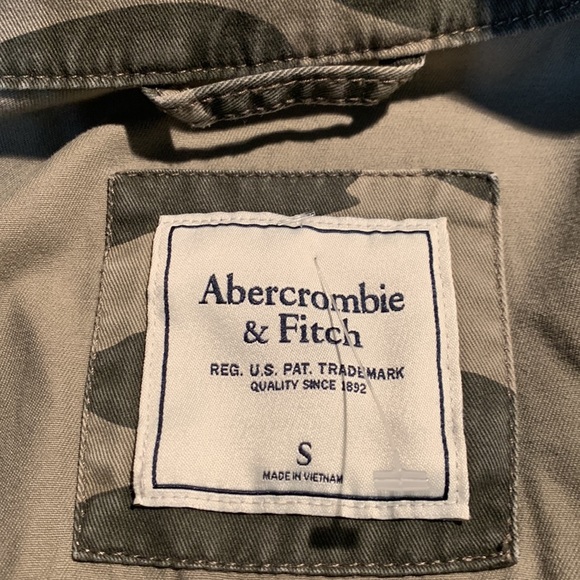 Abercrombie
& Fitch
REG. U.S. PAT. TRADEMARK
QUALITY SINCE 1892
S
MADE IN VIETNAM